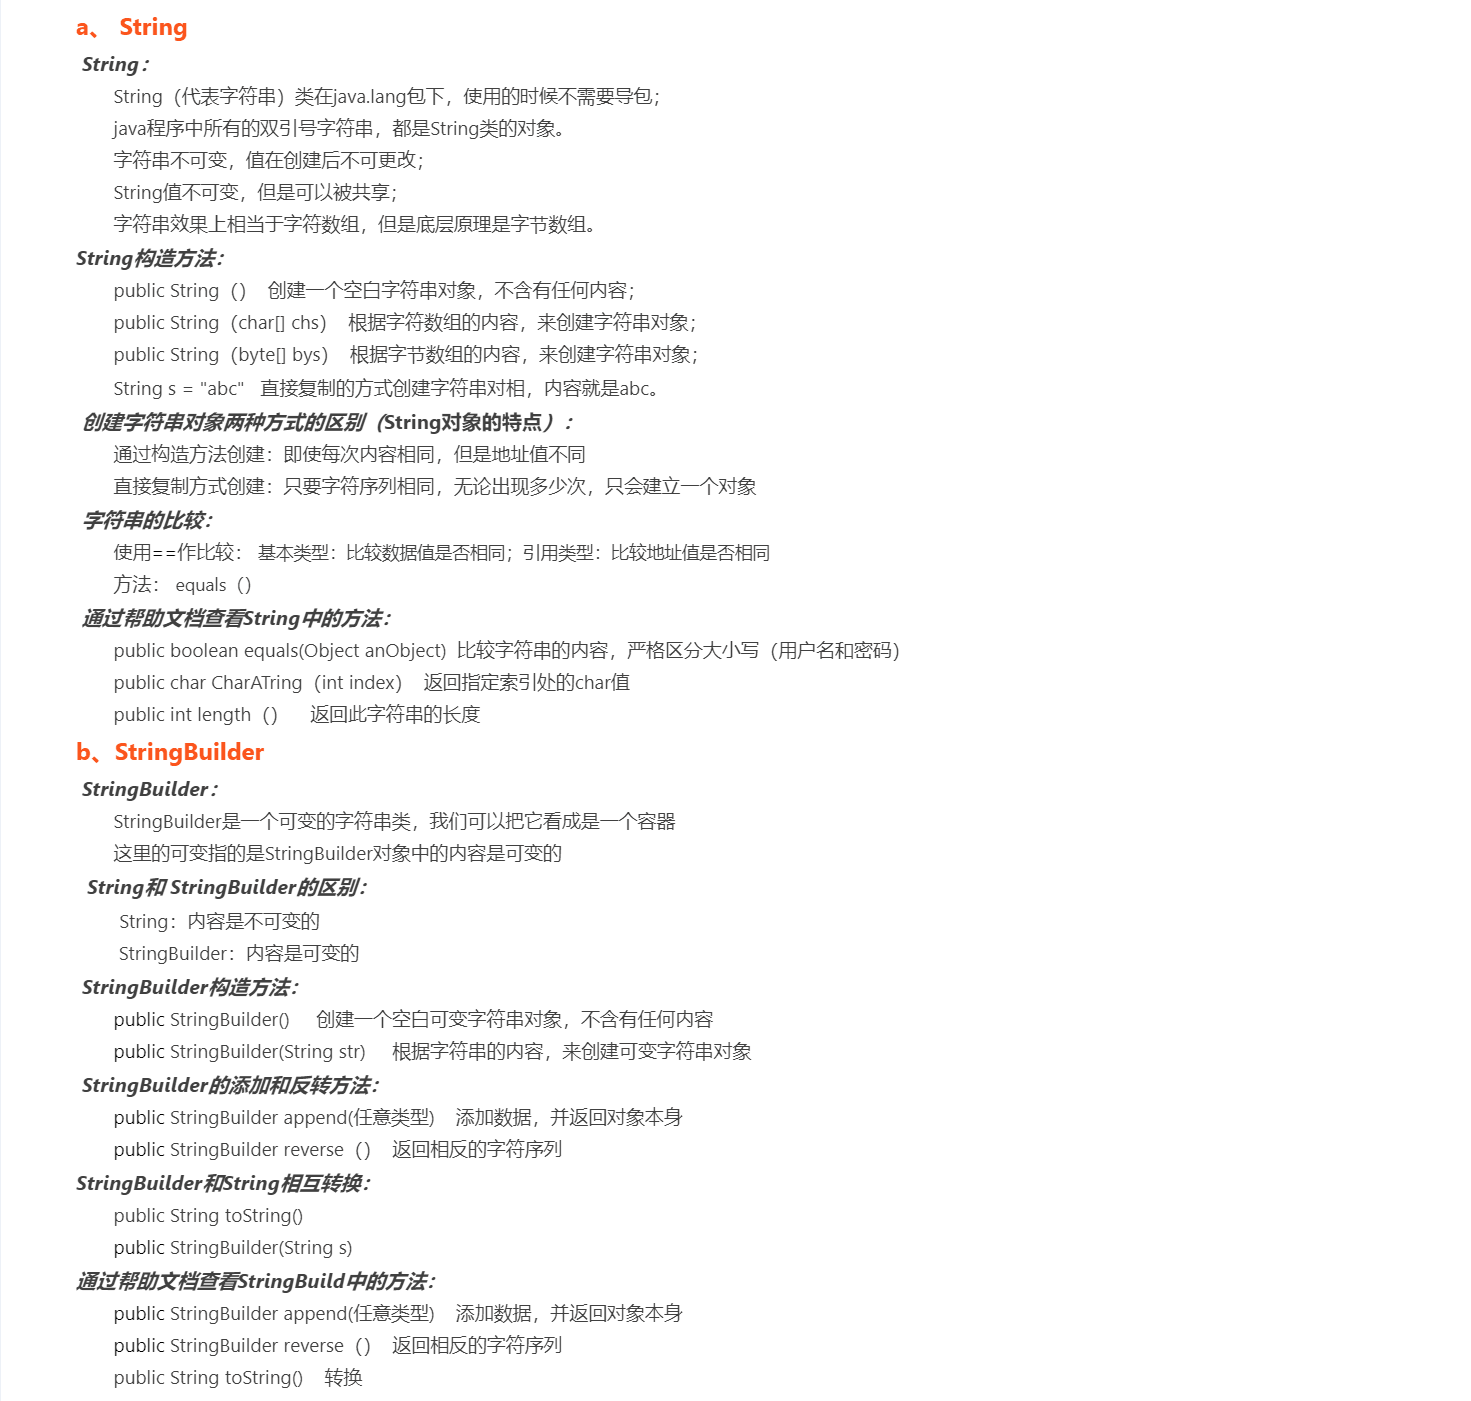 a、 String
String：
String（代表字符串）类在java.lang包下，使用的时候不需要导包；
java程序中所有的双引号字符串，都是String类的对象。
字符串不可变，值在创建后不可更改；
String值不可变，但是可以被共享；
字符串效果上相当于字符数组，但是底层原理是字节数组。
String构造方法：
public String（） 创建一个空白字符串对象，不含有任何内容；
public String（char[] chs） 根据字符数组的内容，来创建字符串对象；
public String（byte[] bys） 根据字节数组的内容，来创建字符串对象；
String s = "abc" 直接复制的方式创建字符串对相，内容就是abc。
创建字符串对象两种方式的区别（String对象的特点）：
通过构造方法创建：即使每次内容相同，但是地址值不同
直接复制方式创建：只要字符序列相同，无论出现多少次，只会建立一个对象
字符串的比较：
使用==作比较： 基本类型：比较数据值是否相同；引用类型：比较地址值是否相同
方法： equals（）
通过帮助文档查看String中的方法：
public boolean equals(Object anObject) 比较字符串的内容，严格区分大小写（用户名和密码）
public char CharATring（int index） 返回指定索引处的char值
public int length（） 返回此字符串的长度
b、StringBuilder
StringBuilder：
StringBuilder是一个可变的字符串类，我们可以把它看成是一个容器
这里的可变指的是StringBuilder对象中的内容是可变的
String和 StringBuilder的区别：
String：内容是不可变的
StringBuilder：内容是可变的
StringBuilder构造方法：
public StringBuilder() 创建一个空白可变字符串对象，不含有任何内容
public StringBuilder(String str) 根据字符串的内容，来创建可变字符串对象
StringBuilder的添加和反转方法：
public StringBuilder append(任意类型) 添加数据，并返回对象本身
public StringBuilder reverse（） 返回相反的字符序列
StringBuilder和String相互转换：
public String toString()
public StringBuilder(String s)
通过帮助文档查看StringBuild中的方法：
public StringBuilder append(任意类型) 添加数据，并返回对象本身
public StringBuilder reverse（） 返回相反的字符序列
public String toString() 转换